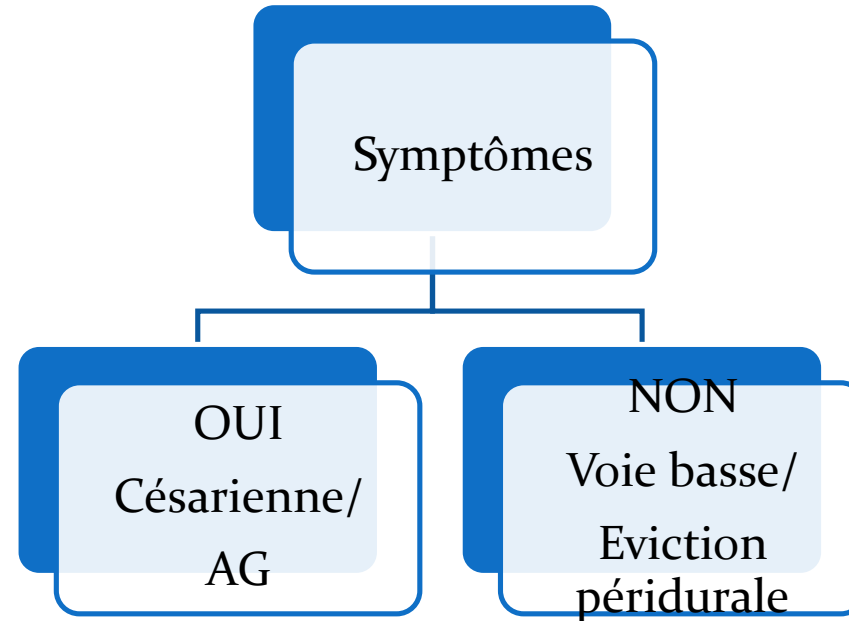 Symptômes
OUI
Césarienne/
AG
NON
Voie basse/
Eviction
péridurale